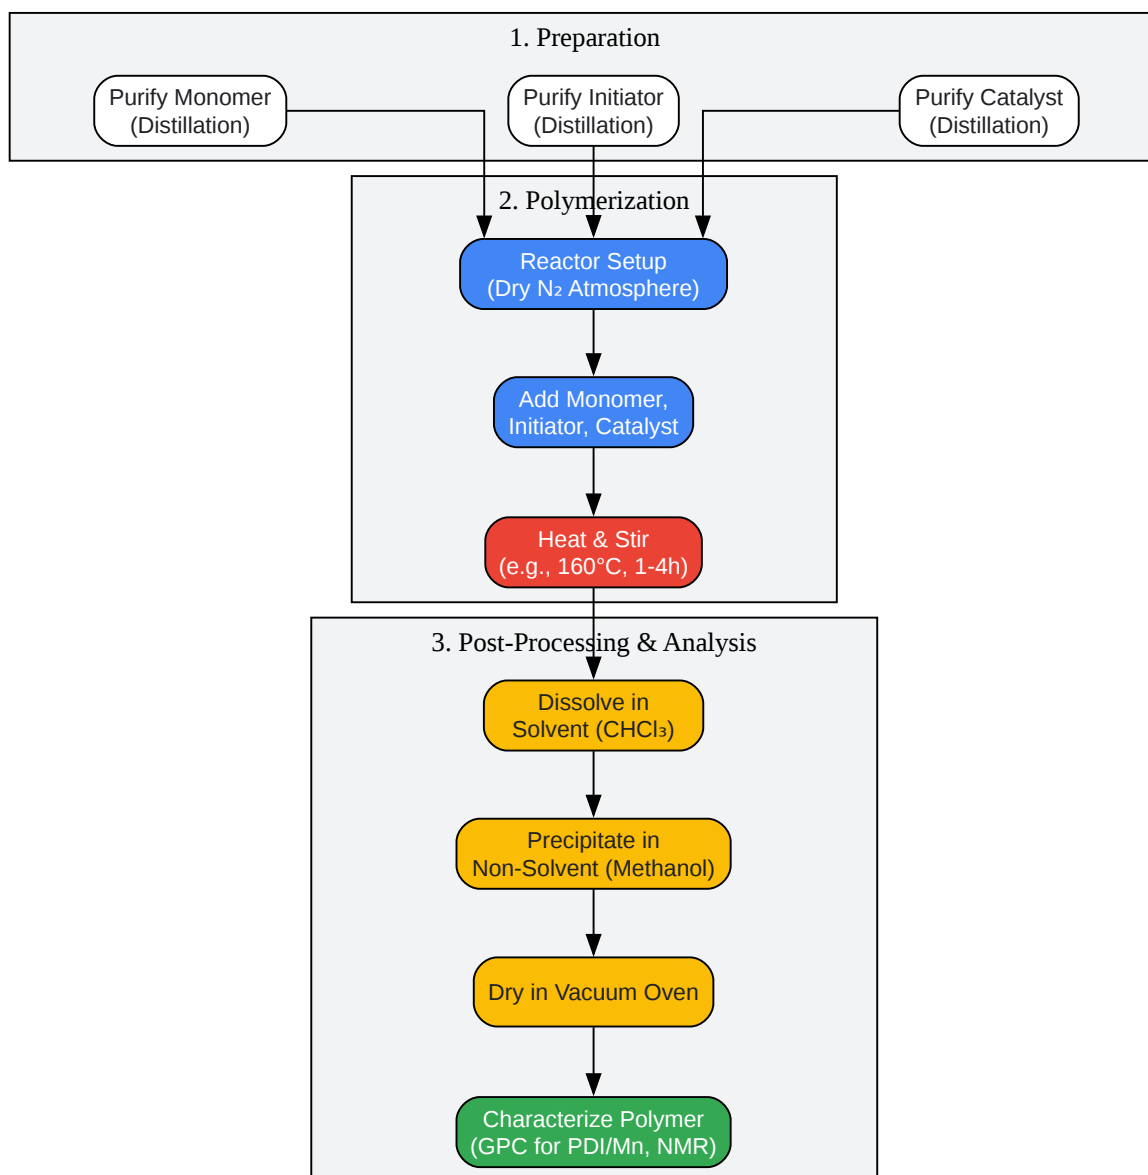 1. Preparation
Purify Monomer
(Distillation)
Purify Initiator
(Distillation)
Purify Catalyst
(Distillation)
2. Polymerization
Reactor Setup
(Dry N₂ Atmosphere)
Add Monomer,
Initiator, Catalyst
Heat & Stir
(e.g., 160°C, 1-4h)
3. Post-Processing & Analysis
Dissolve in
Solvent (CHCl₃)
Precipitate in
Non-Solvent (Methanol)
Dry in Vacuum Oven
Characterize Polymer
(GPC for PDI/Mn, NMR)